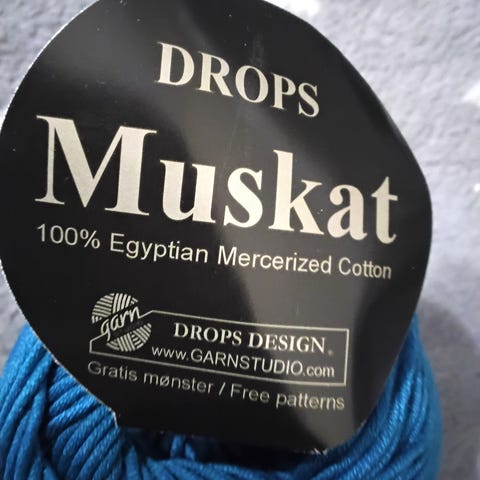 DROPS
Muskat
100% Egyptian Mercerized Cotton
garn
DROPS DESIGN®
www.GARNSTUDIO.com
Gratis mønster / Free patterns